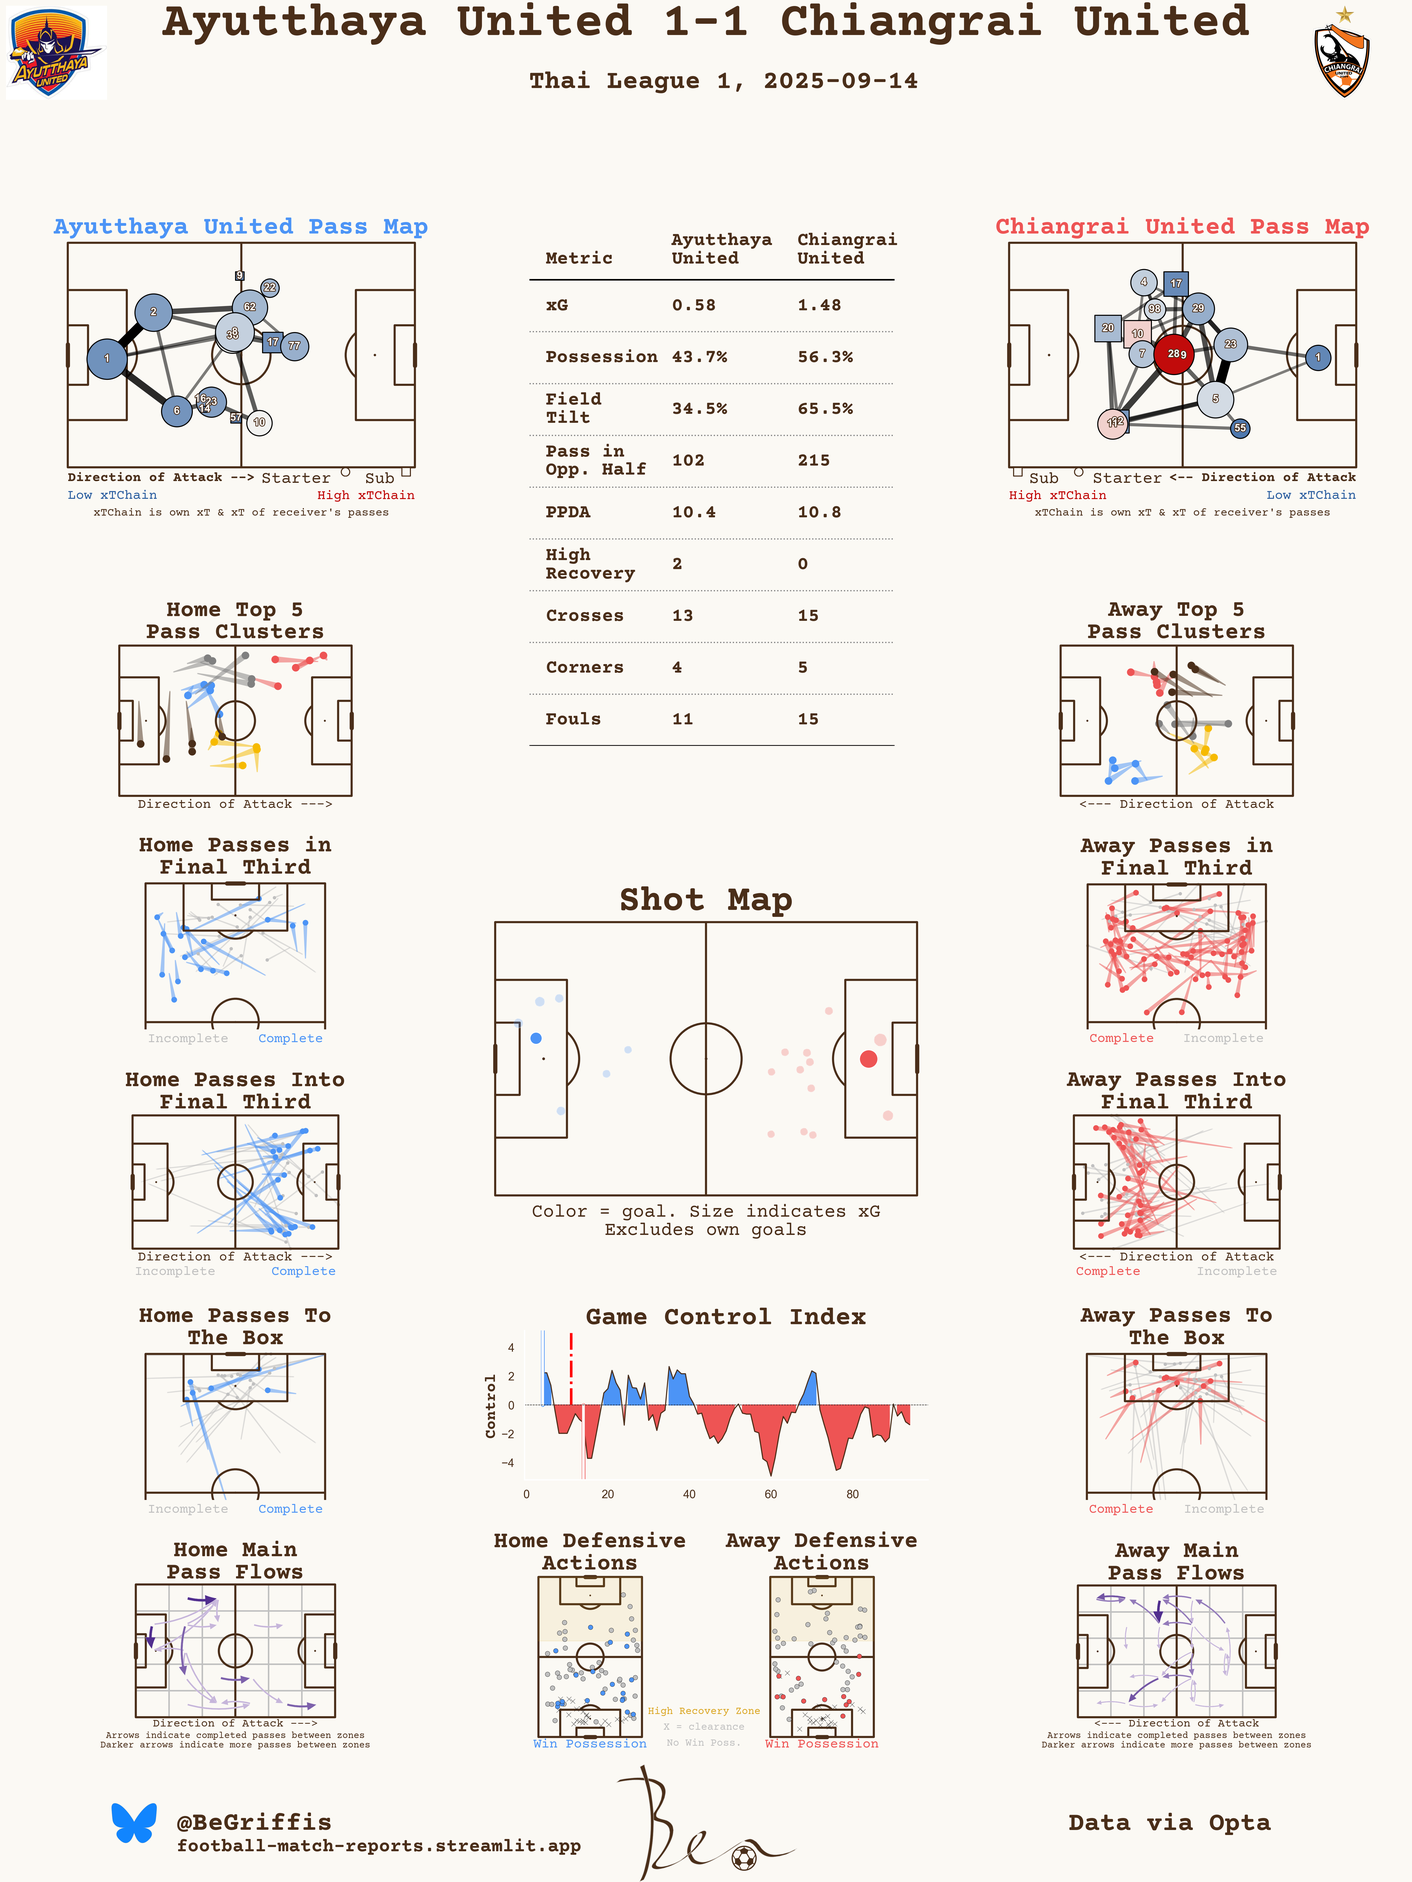 Ayutthaya United 1-1 Chiangrai United
Thai League 1, 2025-09-14
AYUTTHAYA
UNITED
CHIANGRAI
UNITED
Ayutthaya United Pass Map
9
22
2
62
8
17
77
1
6
23
16
14
57
10
Direction of Attack --> Starter Sub
Low xTChain High xTChain
xTChain is own xT & xT of receiver's passes
Metric Ayutthaya United Chiangrai United
xG 0.58 1.48
Possession 43.7% 56.3%
Field Tilt 34.5% 65.5%
Pass in Opp. Half 102 215
PPDA 10.4 10.8
High Recovery 2 0
Crosses 13 15
Corners 4 5
Fouls 11 15
Chiangrai United Pass Map
4
17
98
29
20
10
7
28
9
23
1
5
11
55
Sub Starter <-- Direction of Attack
High xTChain Low xTChain
xTChain is own xT & xT of receiver's passes
Home Top 5
Pass Clusters
Direction of Attack --->
Away Top 5
Pass Clusters
<--- Direction of Attack
Home Passes in
Final Third
Incomplete Complete
Away Passes in
Final Third
Complete Incomplete
Shot Map
Color = goal. Size indicates xG
Excludes own goals
Home Passes Into
Final Third
Direction of Attack --->
Incomplete Complete
Away Passes Into
Final Third
<--- Direction of Attack
Complete Incomplete
Home Passes To
The Box
Incomplete Complete
Game Control Index
Control
4
2
0
−2
−4
0 20 40 60 80
Away Passes To
The Box
Complete Incomplete
Home Main
Pass Flows
Direction of Attack --->
Arrows indicate completed passes between zones
Darker arrows indicate more passes between zones
Home Defensive
Actions
Win Possession
High Recovery Zone
X = clearance
No Win Poss.
Away Defensive
Actions
Win Possession
Away Main
Pass Flows
<--- Direction of Attack
Arrows indicate completed passes between zones
Darker arrows indicate more passes between zones
@BeGriffis
football-match-reports.streamlit.app
Ben
Data via Opta